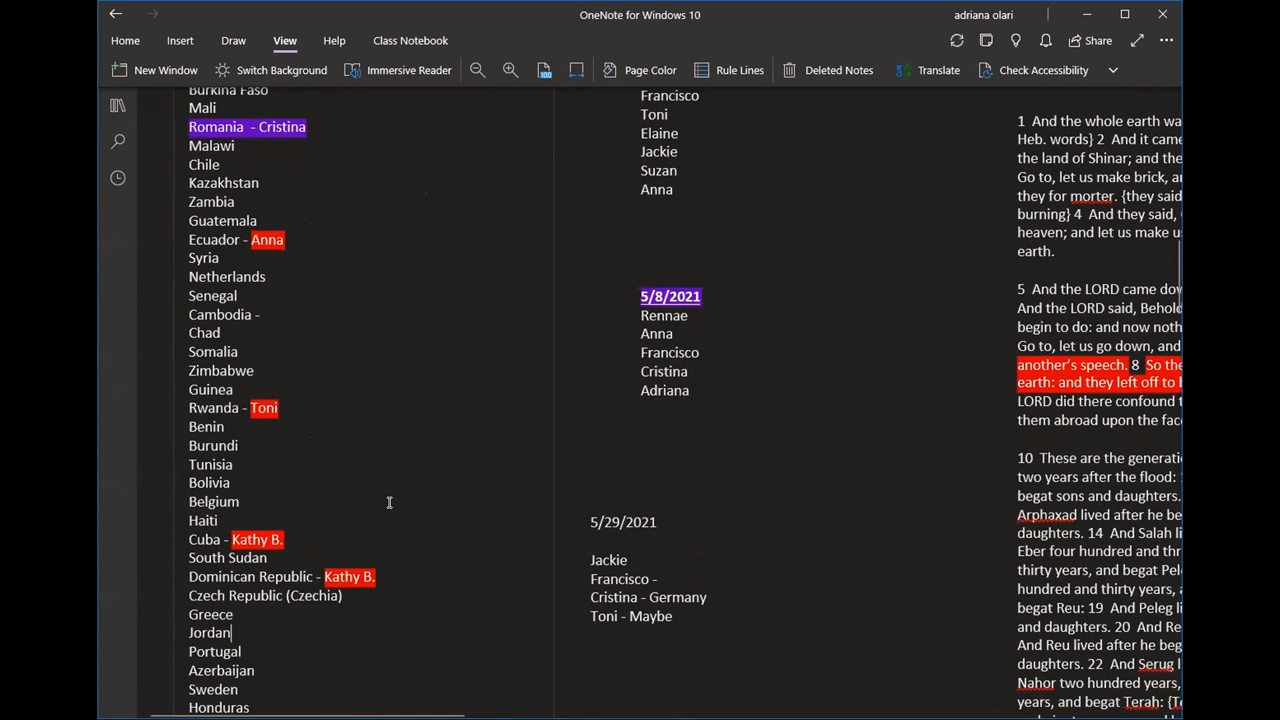 OneNote for Windows 10
adriana olari
Home Insert Draw View Help Class Notebook
Share
New Window Switch Background Immersive Reader Page Color Rule Lines Deleted Notes Translate Check Accessibility
Burkina Faso
Mali
Romania - Cristina
Malawi
Chile
Kazakhstan
Zambia
Guatemala
Ecuador - Anna
Syria
Netherlands
Senegal
Cambodia -
Chad
Somalia
Zimbabwe
Guinea
Rwanda - Toni
Benin
Burundi
Tunisia
Bolivia
Belgium
Haiti
Cuba - Kathy B.
South Sudan
Dominican Republic - Kathy B.
Czech Republic (Czechia)
Greece
Jordan
Portugal
Azerbaijan
Sweden
Honduras
Francisco
Toni
Elaine
Jackie
Suzan
Anna
5/8/2021
Rennae
Anna
Francisco
Cristina
Adriana
5/29/2021
Jackie
Francisco -
Cristina - Germany
Toni - Maybe
1 And the whole earth wa
Heb. words} 2 And it came
the land of Shinar; and the
Go to, let us make brick, a
they for morter. {they said
burning} 4 And they said,
heaven; and let us make u
earth.
5 And the LORD came dow
And the LORD said, Behold
begin to do: and now noth
Go to, let us go down, and
another's speech. 8 So the
earth: and they left off to b
LORD did there confound t
them abroad upon the fac
10 These are the generatio
two years after the flood:
begat sons and daughters.
Arphaxad lived after he be
daughters. 14 And Salah li
Eber four hundred and thr
thirty years, and begat Pel
hundred and thirty years, a
begat Reu: 19 And Peleg li
and daughters. 20 And Re
And Reu lived after he beg
daughters. 22 And Serug l
Nahor two hundred years,
years, and begat Terah: {T